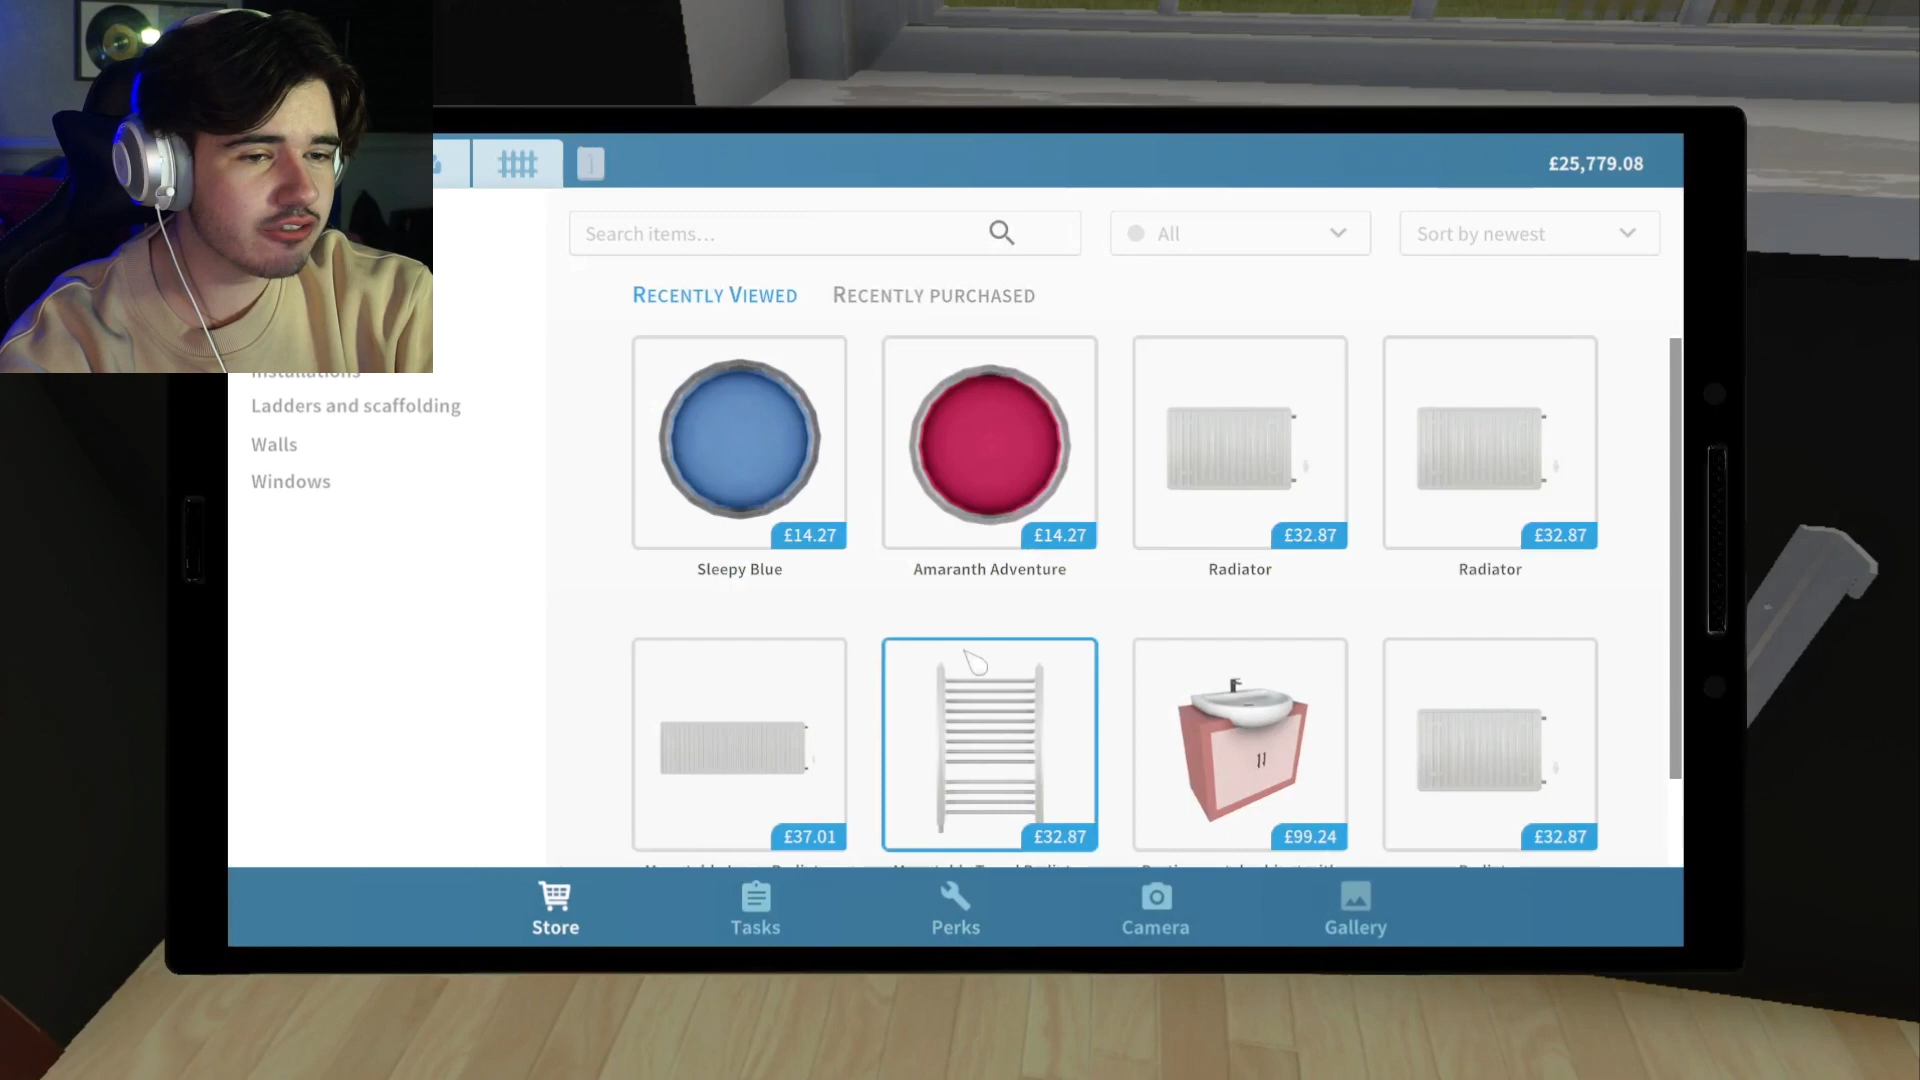 £25,779.08
Search items...
All
Sort by newest
RECENTLY VIEWED
RECENTLY PURCHASED
Installations
Ladders and scaffolding
Walls
Windows
£14.27
£14.27
£32.87
£32.87
Sleepy Blue
Amaranth Adventure
Radiator
Radiator
£37.01
£32.87
£99.24
£32.87
Store
Tasks
Perks
Camera
Gallery